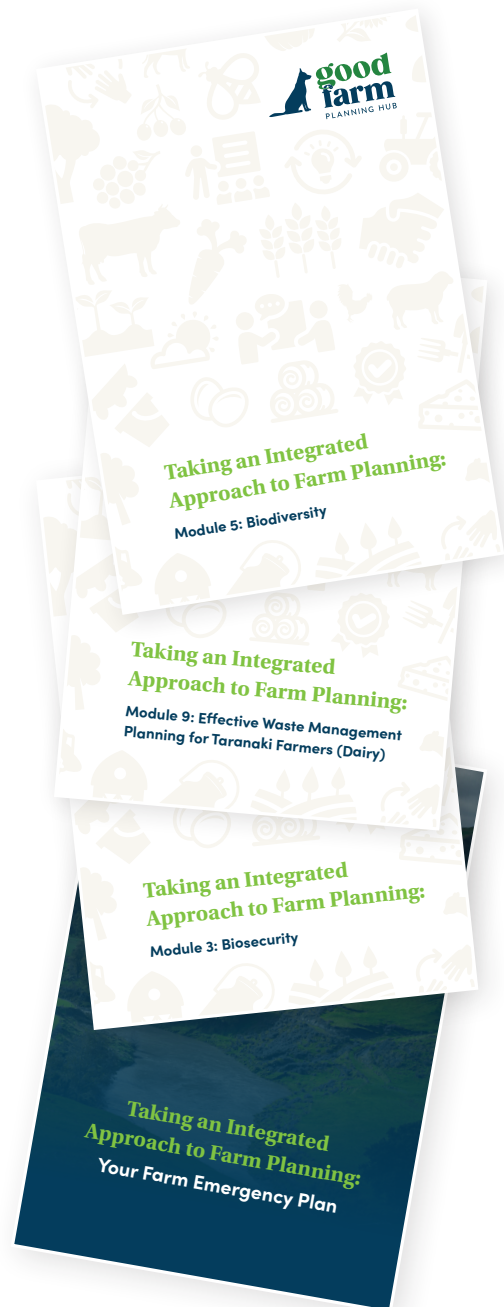 good
farm
PLANNING HUB
Taking an Integrated
Approach to Farm Planning:
Module 5: Biodiversity
Taking an Integrated
Approach to Farm Planning:
Module 9: Effective Waste Management
Planning for Taranaki Farmers (Dairy)
Taking an Integrated
Approach to Farm Planning:
Module 3: Biosecurity
Taking an Integrated
Approach to Farm Planning:
Your Farm Emergency Plan